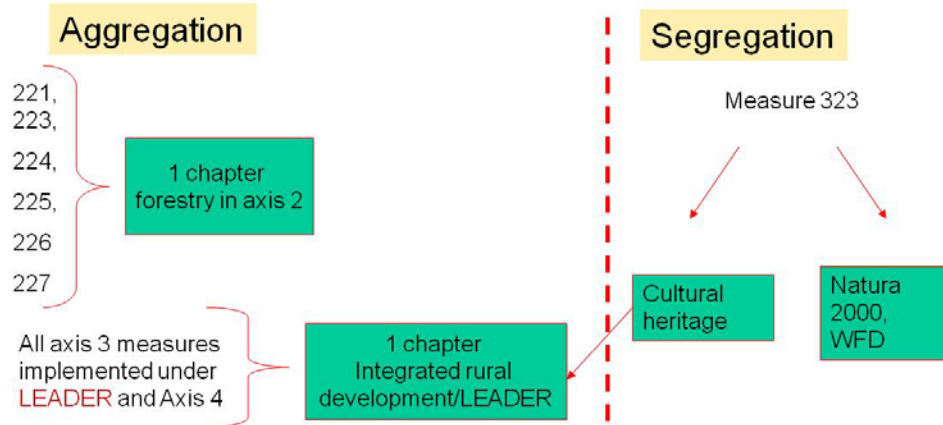 Aggregation
221,
223,
224,
225,
226
227
1 chapter
forestry in axis 2
All axis 3 measures
implemented under
LEADER and Axis 4
1 chapter
Integrated rural
development/LEADER
Segregation
Measure 323
Cultural
heritage
Natura
2000,
WFD